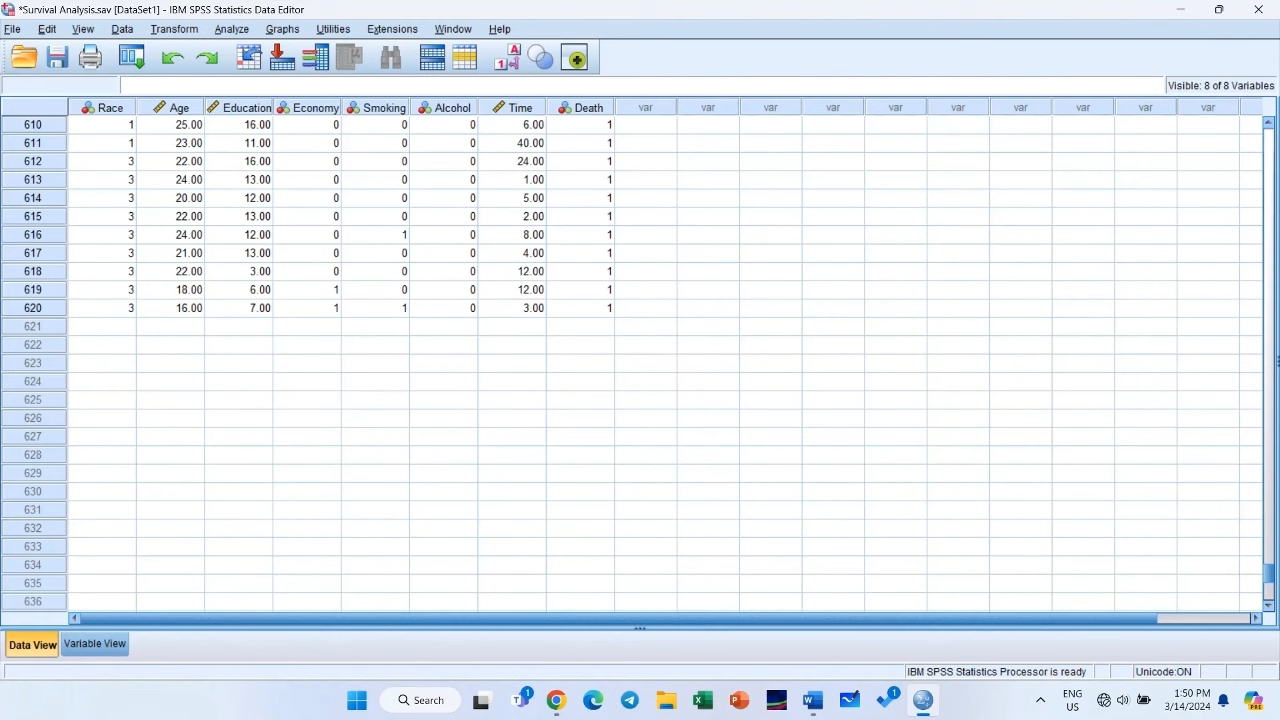 *Survival Analysis.sav [DataSet1] - IBM SPSS Statistics Data Editor
File Edit View Data Transform Analyze Graphs Utilities Extensions Window Help
Visible: 8 of 8 Variables
Race Age Education Economy Smoking Alcohol Time Death var var var var var var var var var var
610 1 25.00 16.00 0 0 0 6.00 1
611 1 23.00 11.00 0 0 0 40.00 1
612 3 22.00 16.00 0 0 0 24.00 1
613 3 24.00 13.00 0 0 0 1.00 1
614 3 20.00 12.00 0 0 0 5.00 1
615 3 22.00 13.00 0 0 0 2.00 1
616 3 24.00 12.00 0 1 0 8.00 1
617 3 21.00 13.00 0 0 0 4.00 1
618 3 22.00 3.00 0 0 0 12.00 1
619 3 18.00 6.00 1 0 0 12.00 1
620 3 16.00 7.00 1 1 0 3.00 1
621
622
623
624
625
626
627
628
629
630
631
632
633
634
635
636
Data View Variable View
IBM SPSS Statistics Processor is ready Unicode:ON
Search 1 1 ENG US 1:50 PM
3/14/2024